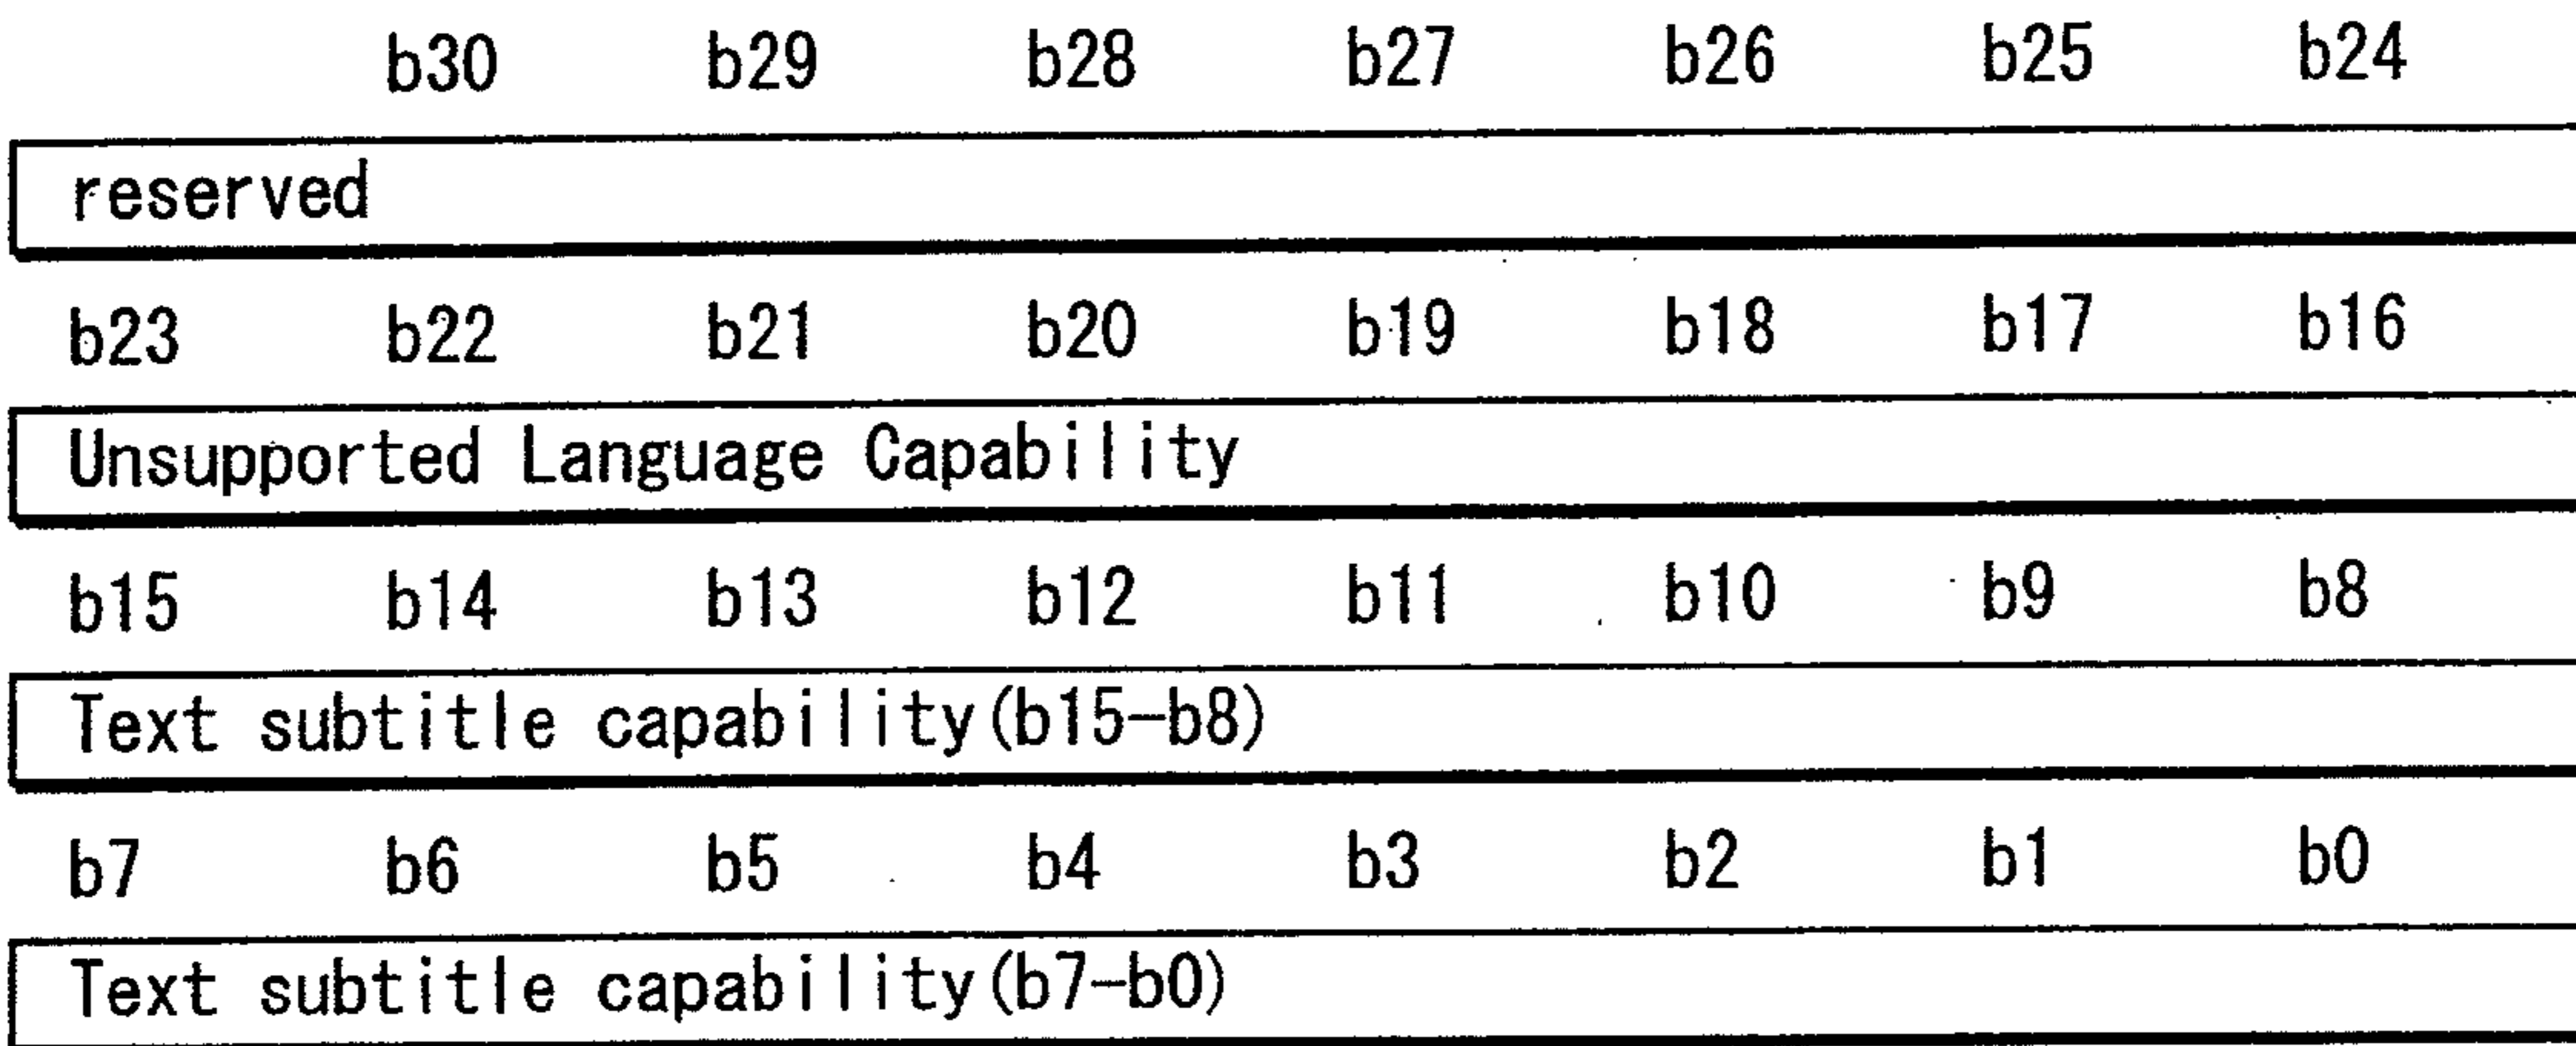 b30 b29 b28 b27 b26 b25 b24
reserved
b23 b22 b21 b20 b19 b18 b17 b16
Unsupported Language Capability
b15 b14 b13 b12 b11 b10 b9 b8
Text subtitle capability(b15-b8)
b7 b6 b5 b4 b3 b2 b1 b0
Text subtitle capability(b7-b0)